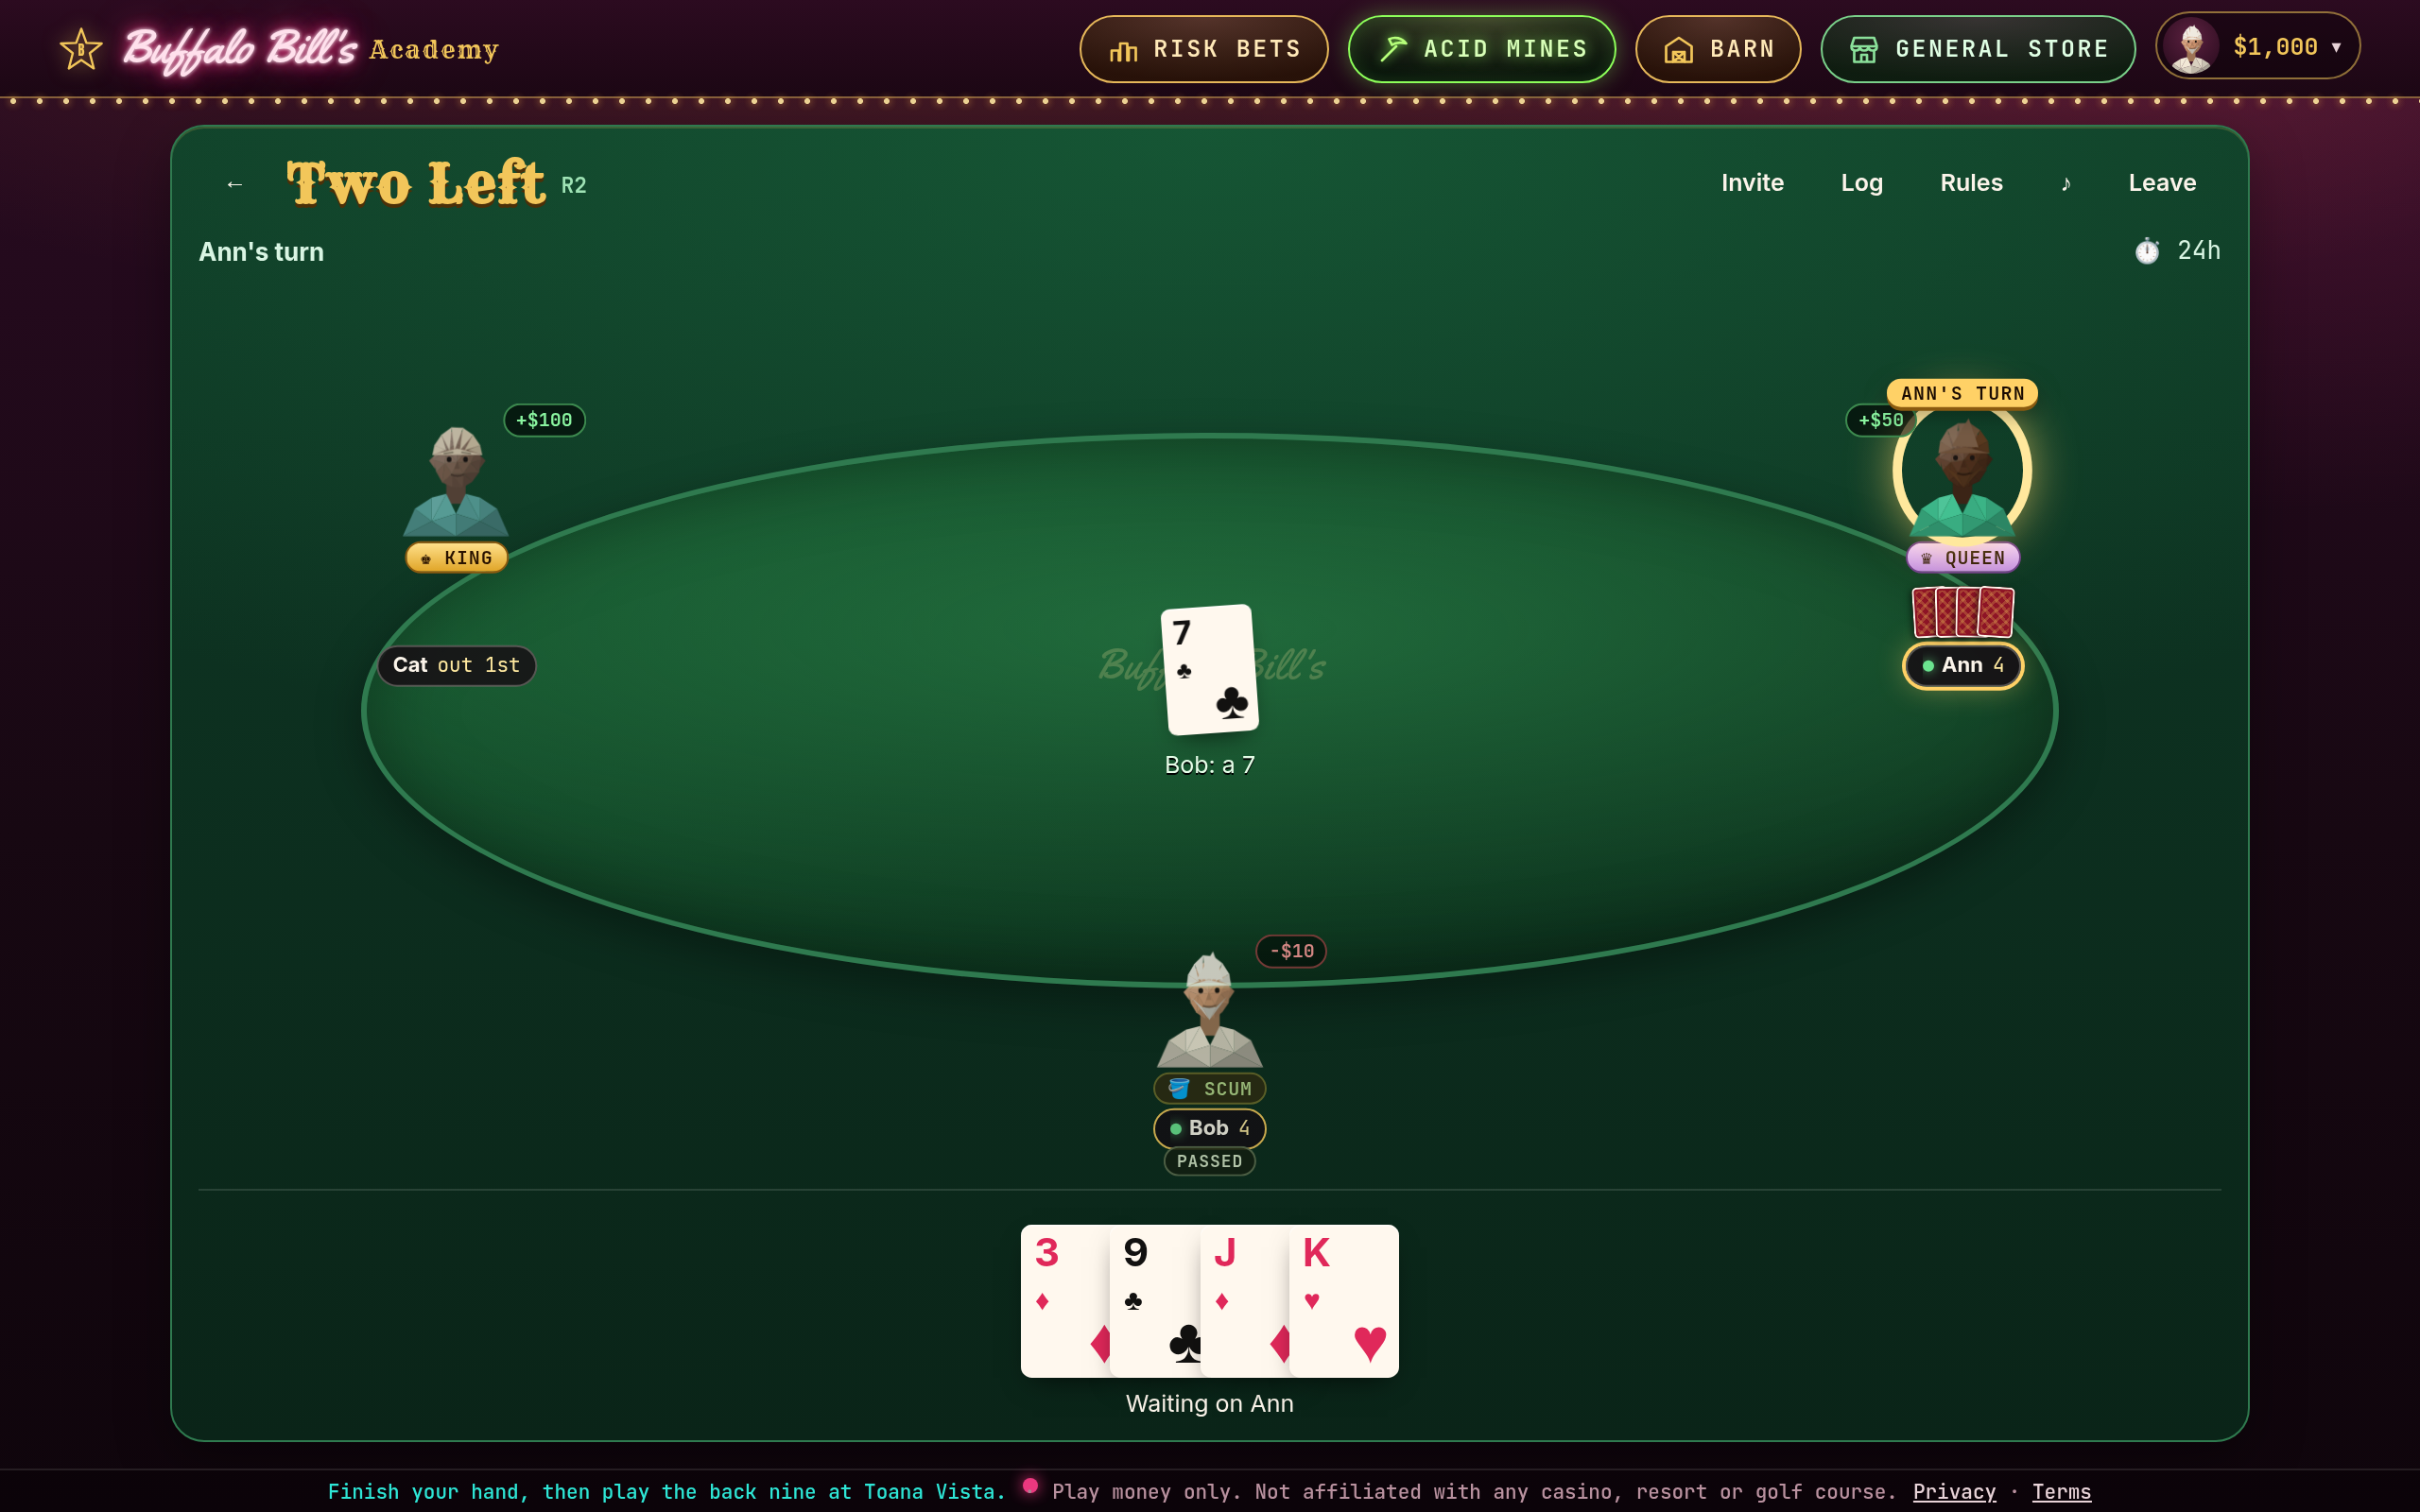 B Buffalo Bill's Academy
RISK BETS
ACID MINES
BARN
GENERAL STORE
$1,000 ▼
← Two Left R2
Invite
Log
Rules
♪
Leave
Ann's turn
⏱️ 24h
ANN'S TURN
+$100
+$50
♚ KING
♛ QUEEN
Cat out 1st
Ann 4
Buffalo Bill's
7
♣
♣
Bob: a 7
-$10
🪣 SCUM
Bob 4
PASSED
3 9 J K
♦ ♣ ♦ ♥
♦ ♣ ♦ ♥
Waiting on Ann
Finish your hand, then play the back nine at Toana Vista. Play money only. Not affiliated with any casino, resort or golf course. Privacy · Terms